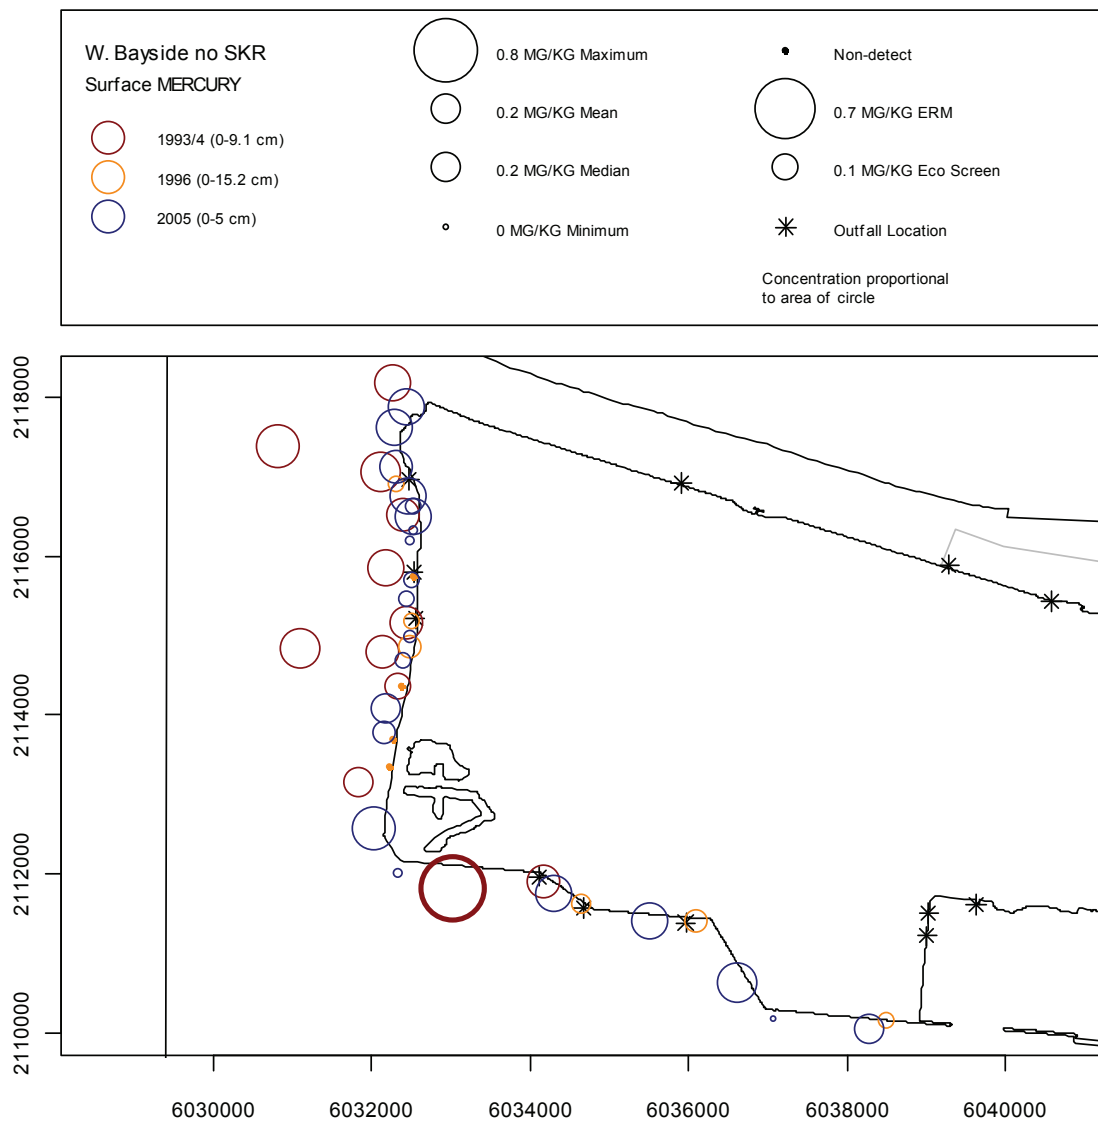 W. Bayside no SKR
Surface MERCURY
1993/4 (0-9.1 cm)
1996 (0-15.2 cm)
2005 (0-5 cm)
0.8 MG/KG Maximum
0.2 MG/KG Mean
0.2 MG/KG Median
0 MG/KG Minimum
Non-detect
0.7 MG/KG ERM
0.1 MG/KG Eco Screen
Outfall Location
Concentration proportional
to area of circle
2118000
2116000
2114000
2112000
2110000
6030000
6032000
6034000
6036000
6038000
6040000